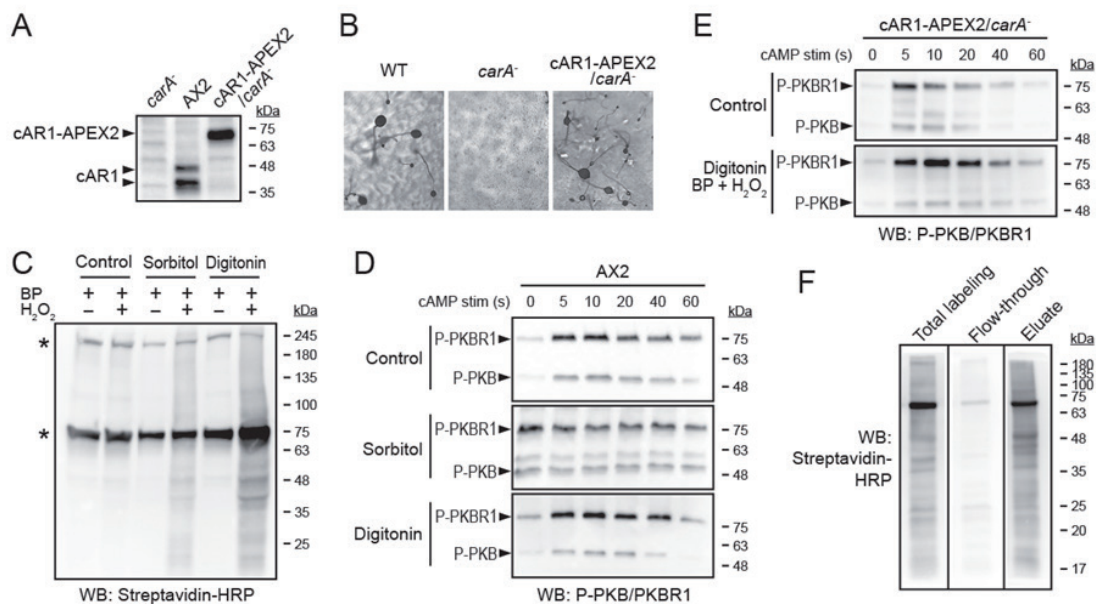 A
carA-
AX2
cAR1-APEX2
/carA-
kDa
cAR1-APEX2
cAR1
75
63
48
35
B
WT
carA-
cAR1-APEX2
/carA-
C
Control Sorbitol Digitonin
BP + + + + + +
H2O2 – + – + – +
kDa
*
*
245
180
135
100
75
63
48
35
25
WB: Streptavidin-HRP
D
AX2
cAMP stim (s) 0 5 10 20 40 60
kDa
Control
P-PKBR1
P-PKB
75
63
48
Sorbitol
P-PKBR1
P-PKB
75
63
48
Digitonin
P-PKBR1
P-PKB
75
63
48
WB: P-PKB/PKBR1
E
cAR1-APEX2/carA-
cAMP stim (s) 0 5 10 20 40 60
kDa
Control
P-PKBR1
P-PKB
75
63
48
Digitonin
BP + H2O2
P-PKBR1
P-PKB
75
63
48
WB: P-PKB/PKBR1
F
Total labeling
Flow-through
Eluate
kDa
180
135
100
75
63
48
35
25
20
17
WB:
Streptavidin-
HRP